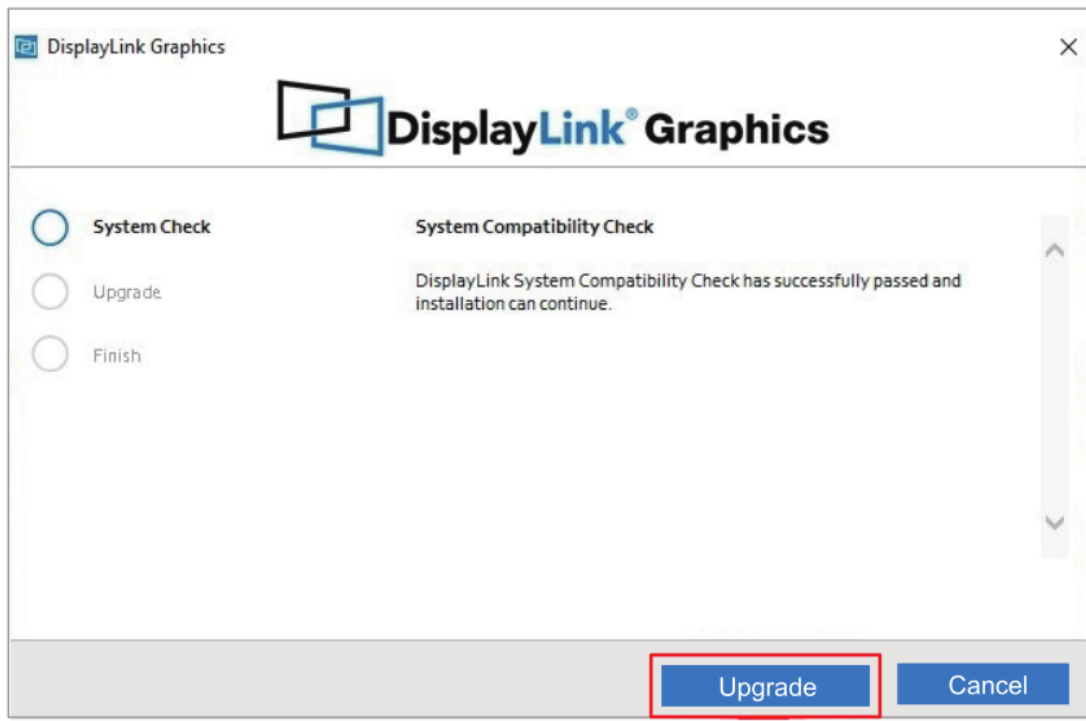 DisplayLink Graphics
DisplayLink® Graphics
System Check
Upgrade
Finish
System Compatibility Check
DisplayLink System Compatibility Check has successfully passed and
installation can continue.
Upgrade
Cancel